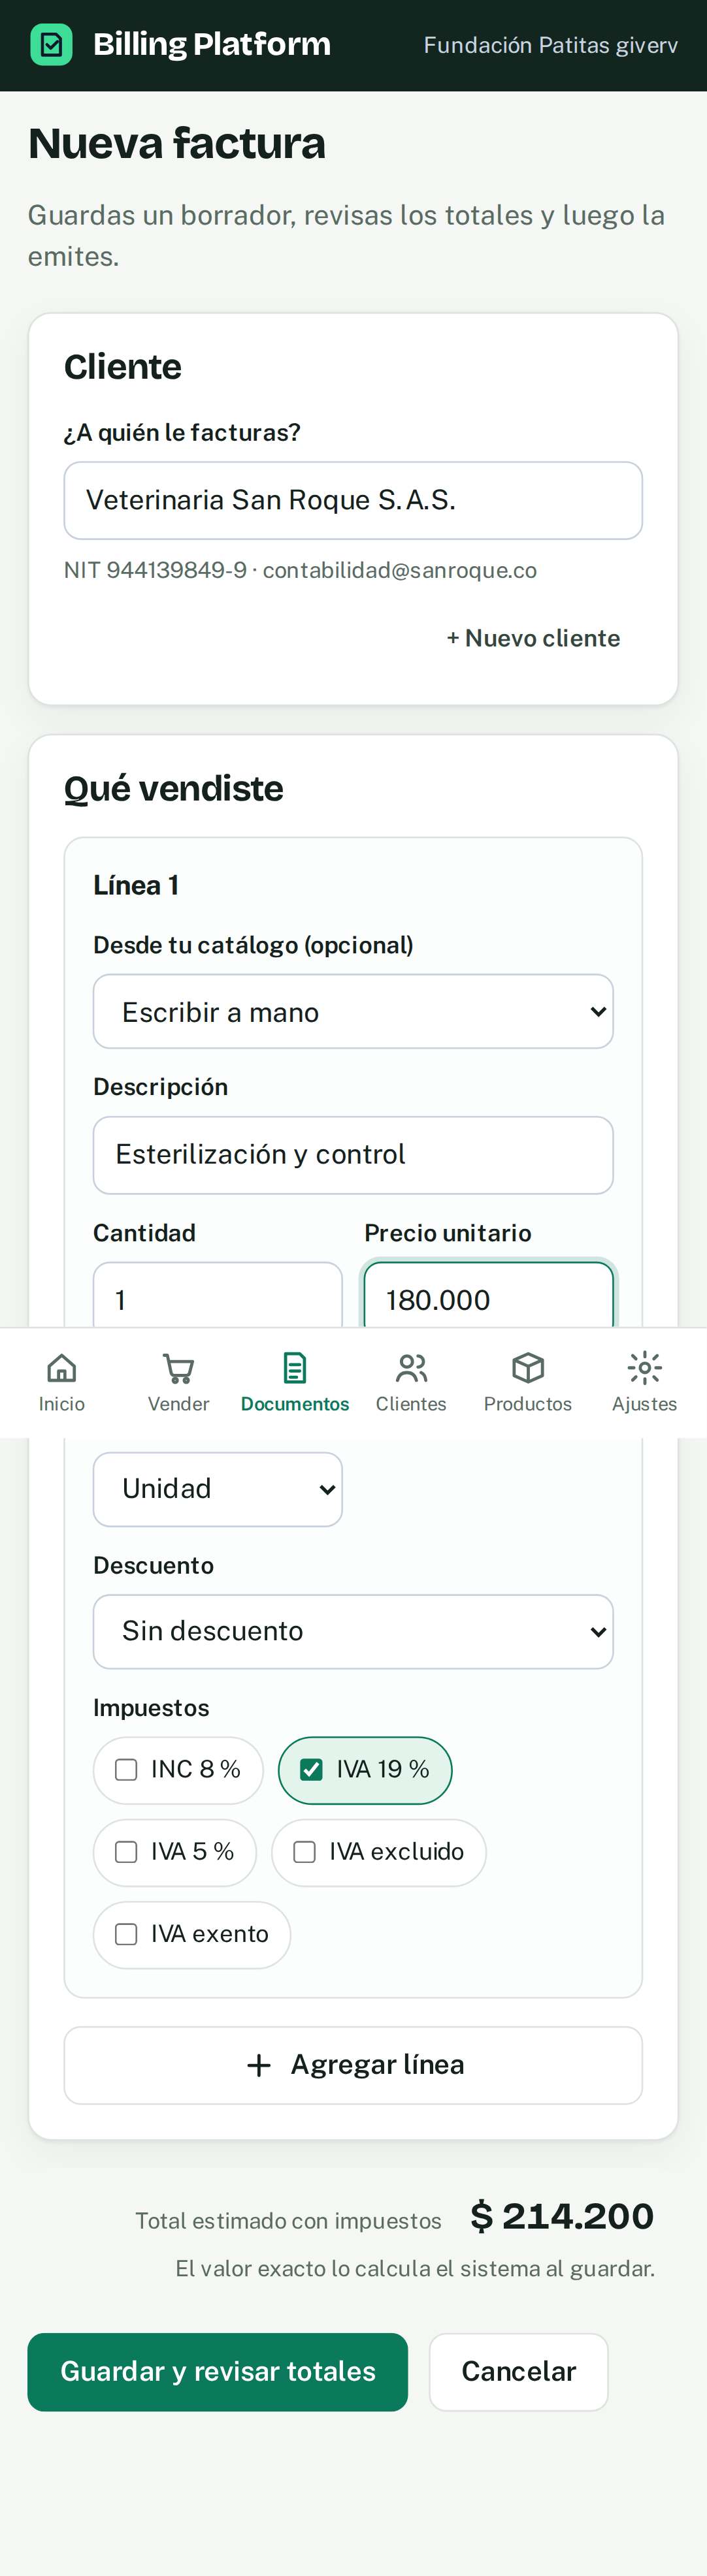 Billing Platform
Fundación Patitas giverv
Nueva factura
Guardas un borrador, revisas los totales y luego la
emites.
Cliente
¿A quién le facturas?
Veterinaria San Roque S.A.S.
NIT 944139849-9 · contabilidad@sanroque.co
+ Nuevo cliente
Qué vendiste
Línea 1
Desde tu catálogo (opcional)
Escribir a mano
Descripción
Esterilización y control
Cantidad Precio unitario
1 180.000
Inicio Vender Documentos Clientes Productos Ajustes
Unidad
Descuento
Sin descuento
Impuestos
INC 8 % IVA 19 %
IVA 5 % IVA excluido
IVA exento
+ Agregar línea
Total estimado con impuestos $ 214.200
El valor exacto lo calcula el sistema al guardar.
Guardar y revisar totales Cancelar